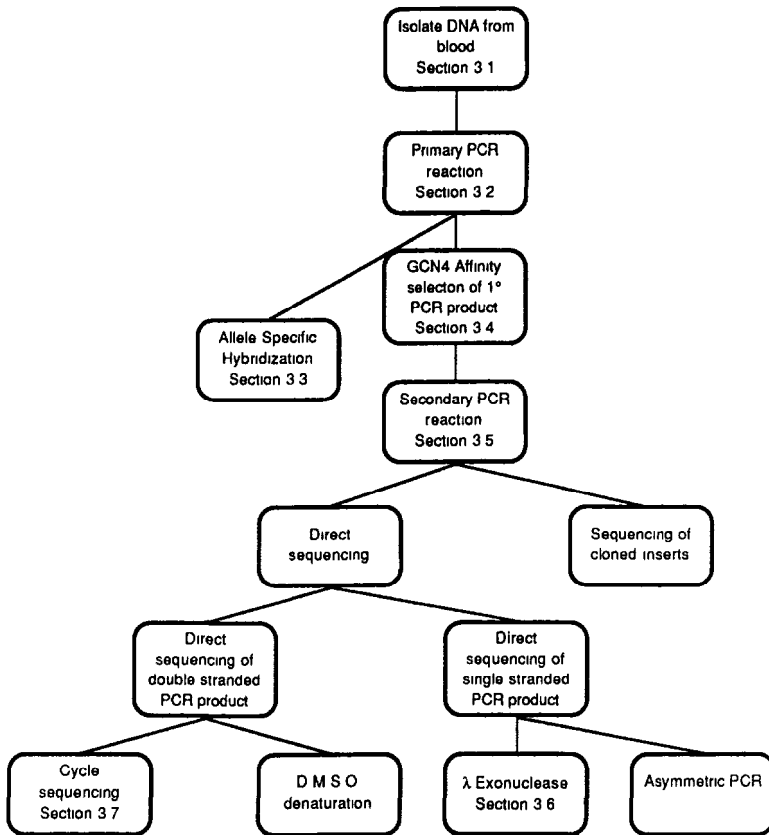 Isolate DNA from
blood
Section 3 1
Primary PCR
reaction
Section 3 2
GCN4 Affinity
selecton of 1°
PCR product
Section 3 4
Allele Specific
Hybridization
Section 3 3
Secondary PCR
reaction
Section 3 5
Direct
sequencing
Sequencing of
cloned inserts
Direct
sequencing of
double stranded
PCR product
Direct
sequencing of
single stranded
PCR product
Cycle
sequencing
Section 3 7
D M S O
denaturation
λ Exonuclease
Section 3 6
Asymmetric PCR